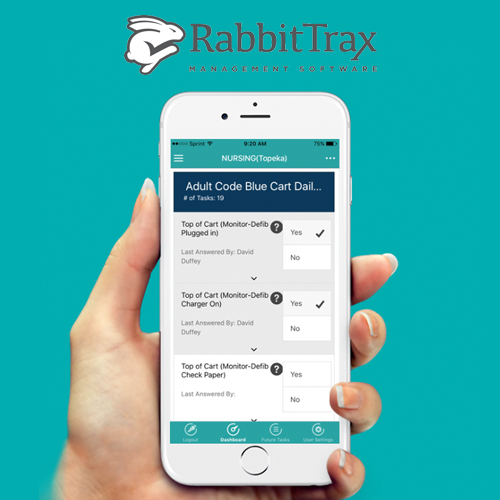 RabbitTrax
MANAGEMENT SOFTWARE
Sprint 9:20 AM 75%
NURSING(Topeka)
Adult Code Blue Cart Dail...
# of Tasks: 19
Top of Cart (Monitor-Defib
Plugged in)
?
Yes
Last Answered By: David
Duffey
No
Top of Cart (Monitor-Defib
Charger On)
?
Yes
Last Answered By: David
Duffey
No
Top of Cart (Monitor-Defib
Check Paper)
?
Yes
Last Answered By:
No
Logout Dashboard Future Tasks User Settings